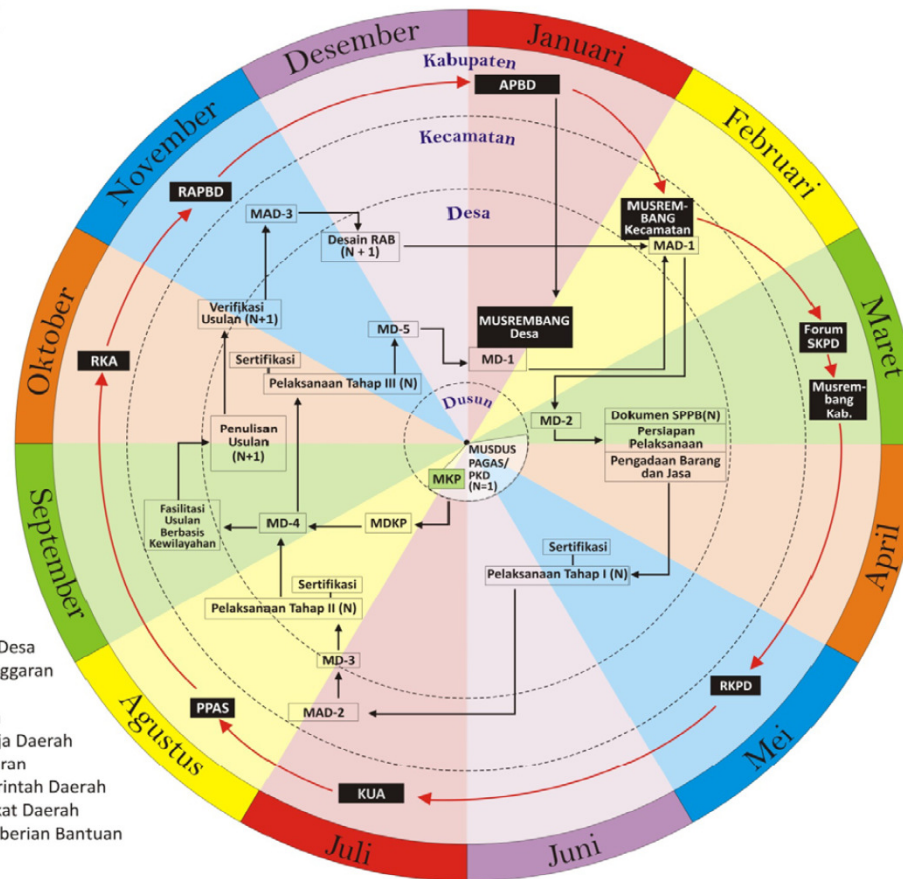 Desember
Januari
Februari
Maret
April
Mei
Juni
Juli
Agustus
September
Oktober
November
Kabupaten
APBD
Kecamatan
RAPBD
MAD-3
Desa
MUSREM-
BANG
Kecamatan
MAD-1
Desain RAB
(N + 1)
Verifikasi
Usulan (N+1)
MD-5
MUSREMBANG
Desa
MD-1
Forum
SKPD
RKA
Sertifikasi
Pelaksanaan Tahap III (N)
Musrem-
bang
Kab.
Dusun
MD-2
Dokumen SPPB(N)
Persiapan
Pelaksanaan
Pengadaan Barang
dan Jasa
Penulisan
Usulan
(N+1)
MUSDUS
PAGAS/
PKD
(N=1)
MKP
Fasilitasi
Usulan
Berbasis
Kewilayahan
MD-4
MDKP
Sertifikasi
Pelaksanaan Tahap I (N)
Sertifikasi
Pelaksanaan Tahap II (N)
MD-3
RKPD
PPAS
MAD-2
KUA
Desa
ggaran
ja Daerah
aran
rintah Daerah
kat Daerah
berian Bantuan